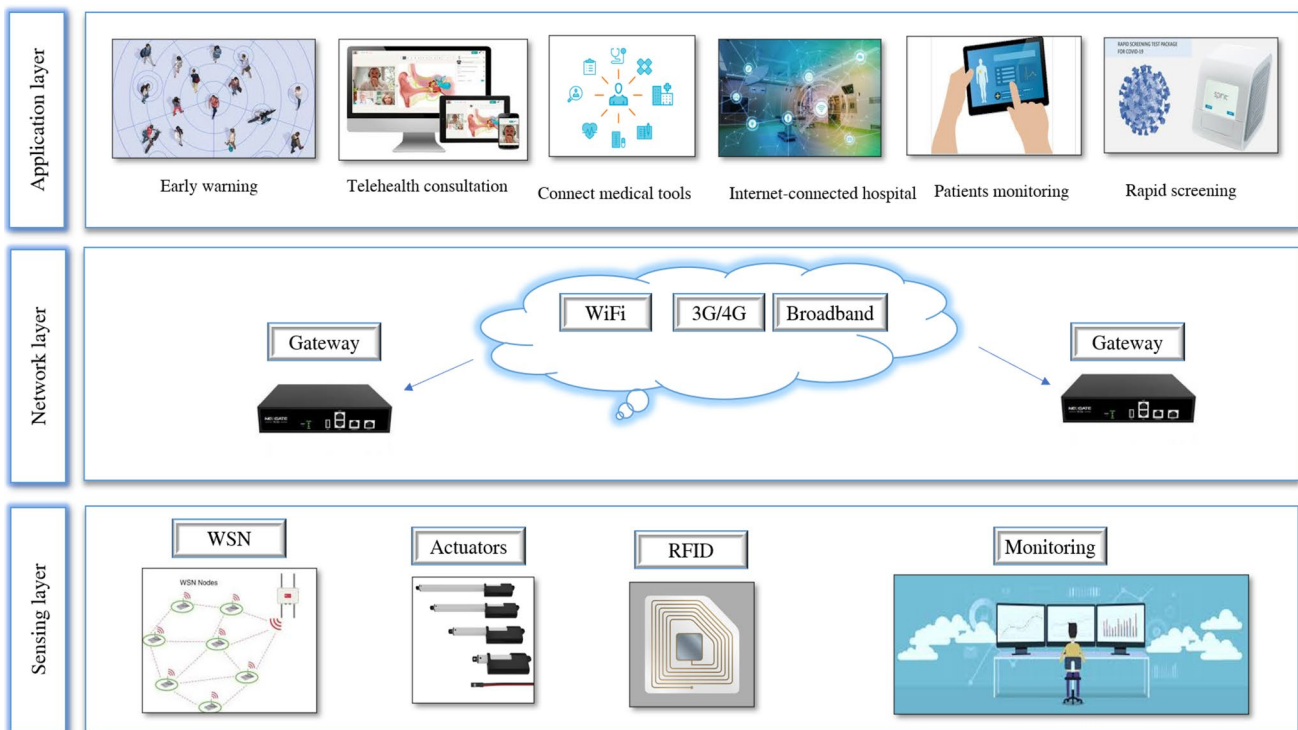 Application layer
RAPID SCREENING TEST PACKAGE
FOR COVID-19
Early warning
Telehealth consultation
Connect medical tools
Internet-connected hospital
Patients monitoring
Rapid screening
Network layer
WiFi
3G/4G
Broadband
Gateway
Gateway
Sensing layer
WSN
Actuators
RFID
Monitoring
WSN Nodes